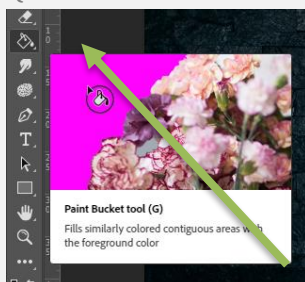 Paint Bucket tool (G)
Fills similarly colored contiguous areas with
the foreground color
T